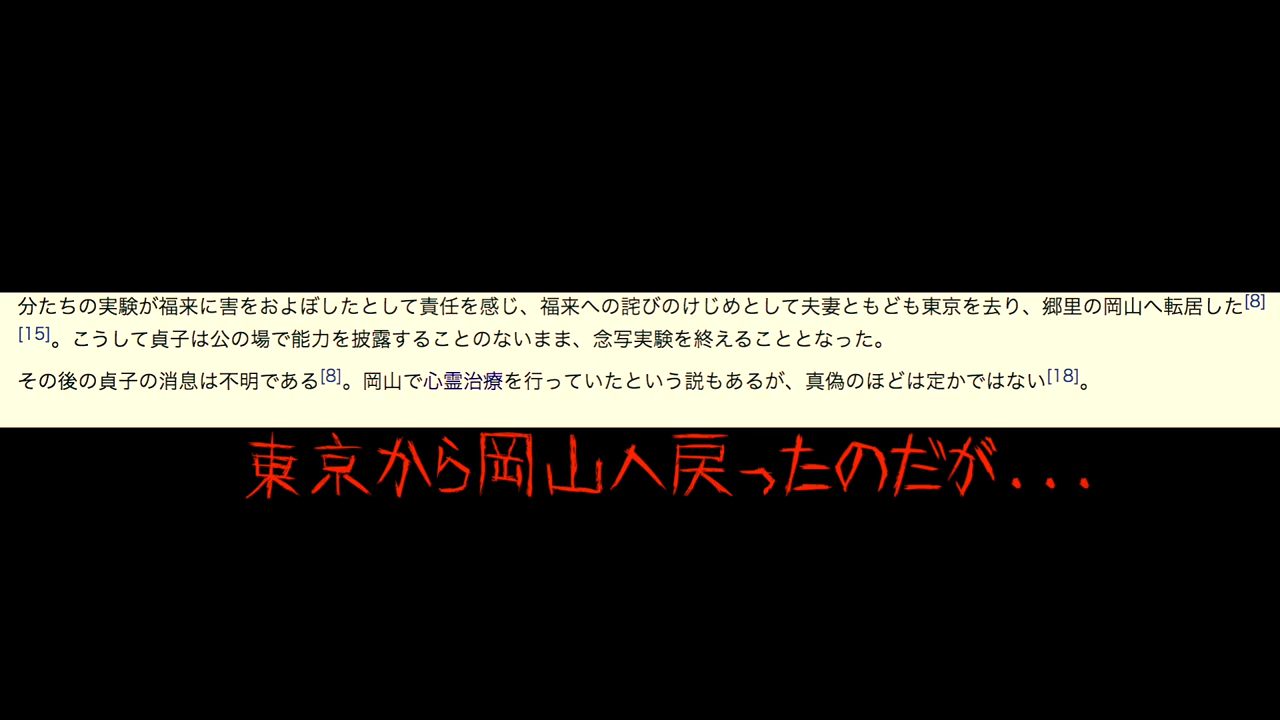 分たちの実験が福来に害をおよぼしたとして責任を感じ、福来への詫びのけじめとして夫妻ともども東京を去り、郷里の岡山へ転居した[8]
[15]。こうして貞子は公の場で能力を披露することのないまま、念写実験を終えることとなった。
その後の貞子の消息は不明である[8]。岡山で心霊治療を行っていたという説もあるが、真偽のほどは定かではない[18]。
東京から岡山へ戻ったのだが...